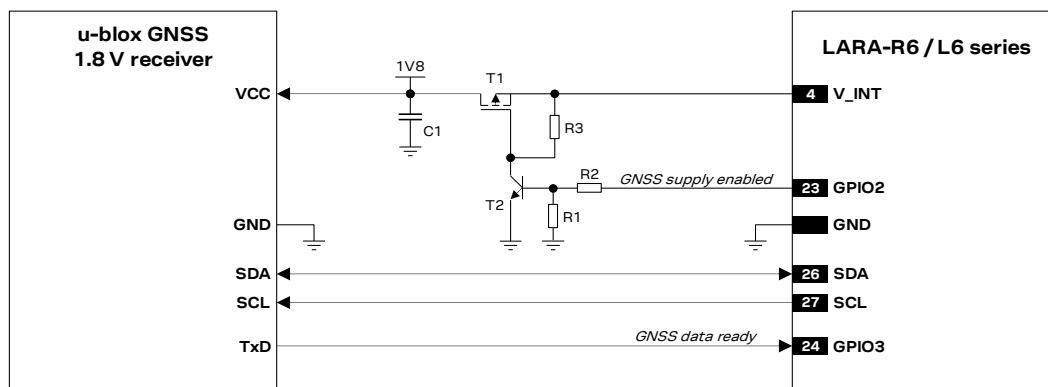 u-blox GNSS
1.8 V receiver
LARA-R6 / L6 series
1V8
T1
VCC
4 V_INT
C1
R3
R2
GNSS supply enabled
23 GPIO2
T2
R1
GND
GND
SDA
26 SDA
SCL
27 SCL
TxD
GNSS data ready
24 GPIO3